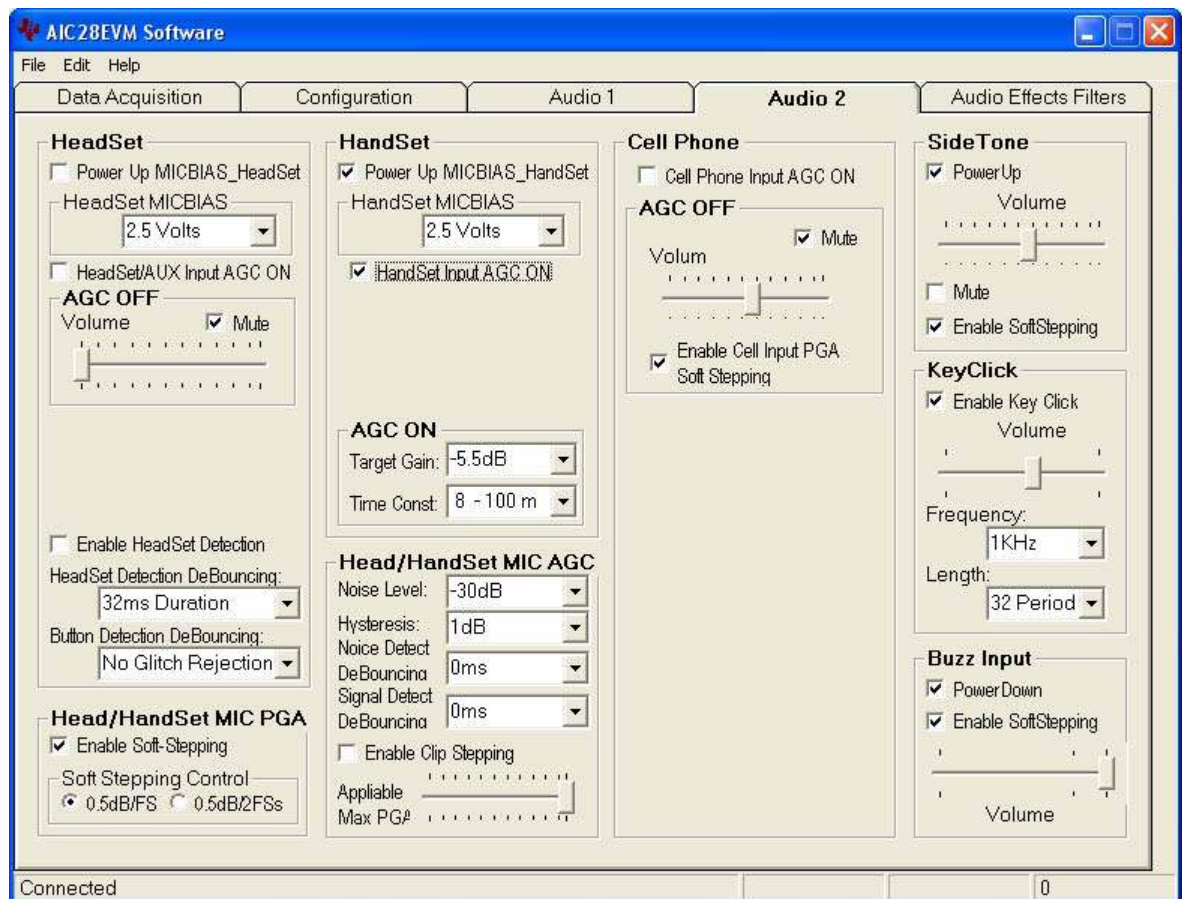 AIC28EVM Software
File Edit Help
Data Acquisition
Configuration
Audio 1
Audio 2
Audio Effects Filters
HeadSet
Power Up MICBIAS_HeadSet
HeadSet MICBIAS
2.5 Volts
HeadSet/AUX Input AGC ON
AGC OFF
Volume
Mute
Enable HeadSet Detection
HeadSet Detection DeBouncing:
32ms Duration
Button Detection DeBouncing:
No Glitch Rejection
Head/HandSet MIC PGA
Enable Soft-Stepping
Soft Stepping Control
0.5dB/FS 0.5dB/2FSs
HandSet
Power Up MICBIAS_HandSet
HandSet MICBIAS
2.5 Volts
HandSet Input AGC ON
AGC ON
Target Gain: -5.5dB
Time Const: 8 - 100 m
Head/HandSet MIC AGC
Noise Level: -30dB
Hysteresis: 1dB
Noice Detect
DeBouncing 0ms
Signal Detect
DeBouncing 0ms
Enable Clip Stepping
Appliable
Max PGA
Cell Phone
Cell Phone Input AGC ON
AGC OFF
Mute
Volum
Enable Cell Input PGA
Soft Stepping
SideTone
PowerUp
Volume
Mute
Enable SoftStepping
KeyClick
Enable Key Click
Volume
Frequency:
1KHz
Length:
32 Period
Buzz Input
PowerDown
Enable SoftStepping
Volume
Connected
0